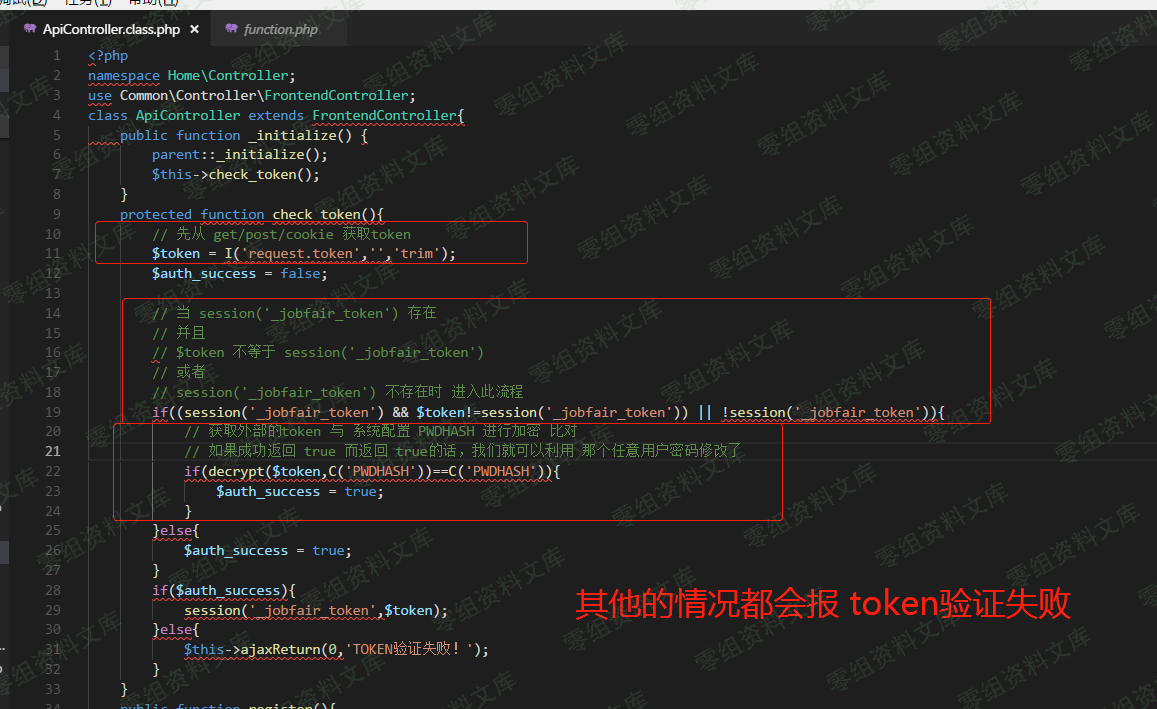 调试(D) 任务(T) 帮助(H)
ApiController.class.php × function.php
1 <?php
2 namespace Home\Controller;
3 use Common\Controller\FrontendController;
4 class ApiController extends FrontendController{
5 public function _initialize() {
6 parent::_initialize();
7 $this->check_token();
8 }
9 protected function check_token(){
10 // 先从 get/post/cookie 获取token
11 $token = I('request.token','','trim');
12 $auth_success = false;
13
14 // 当 session('_jobfair_token') 存在
15 // 并且
16 // $token 不等于 session('_jobfair_token')
17 // 或者
18 // session('_jobfair_token') 不存在时 进入此流程
19 if((session('_jobfair_token') && $token!=session('_jobfair_token')) || !session('_jobfair_token')){
20 // 获取外部的token 与 系统配置 PWDHASH 进行加密 比对
21 // 如果成功返回 true 而返回 true的话，我们就可以利用 那个任意用户密码修改了
22 if(decrypt($token,C('PWDHASH'))==C('PWDHASH')){
23 $auth_success = true;
24 }
25 }else{
26 $auth_success = true;
27 }
28 if($auth_success){
29 session('_jobfair_token',$token);
30 }else{
31 $this->ajaxReturn(0,'TOKEN验证失败！');
32 }
33 }
34 public function register(){
其他的情况都会报 token验证失败
零组资料文库